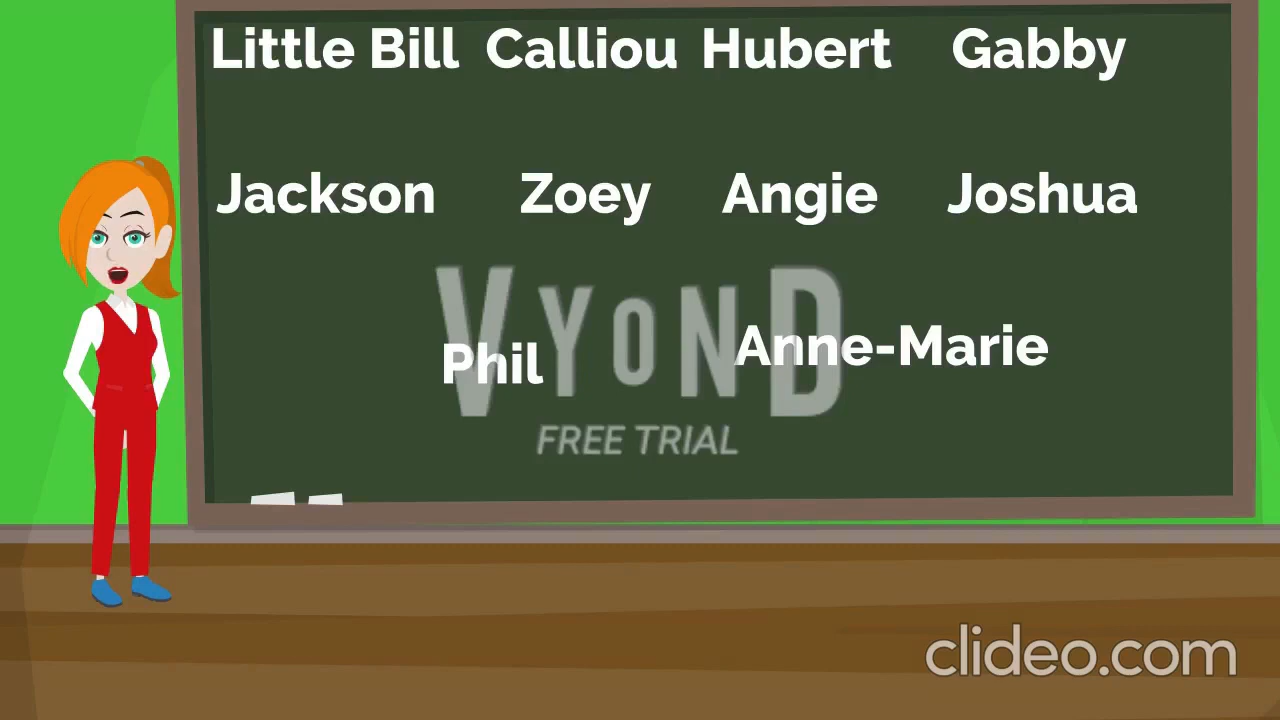 Little Bill Calliou Hubert Gabby
Jackson Zoey Angie Joshua
Phil Anne-Marie
VYOND
FREE TRIAL
clideo.com